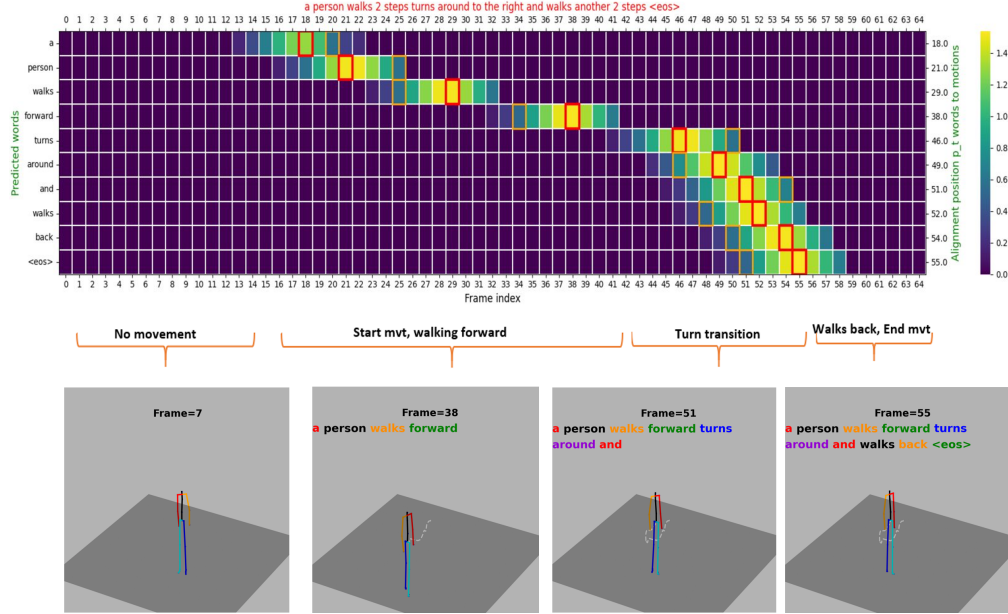 a person walks 2 steps turns around to the right and walks another 2 steps <eos>
0 1 2 3 4 5 6 7 8 9 10 11 12 13 14 15 16 17 18 19 20 21 22 23 24 25 26 27 28 29 30 31 32 33 34 35 36 37 38 39 40 41 42 43 44 45 46 47 48 49 50 51 52 53 54 55 56 57 58 59 60 61 62 63 64
Predicted words
a
person
walks
forward
turns
around
and
walks
back
<eos>
18.0
21.0
29.0
38.0
46.0
49.0
51.0
52.0
54.0
55.0
Alignment position p_t words to motions
1.4
1.2
1.0
0.8
0.6
0.4
0.2
0.0
0 1 2 3 4 5 6 7 8 9 10 11 12 13 14 15 16 17 18 19 20 21 22 23 24 25 26 27 28 29 30 31 32 33 34 35 36 37 38 39 40 41 42 43 44 45 46 47 48 49 50 51 52 53 54 55 56 57 58 59 60 61 62 63 64
Frame index
No movement
Start mvt, walking forward
Turn transition
Walks back, End mvt
Frame=7
Frame=38
a person walks forward
Frame=51
a person walks forward turns
around and
Frame=55
a person walks forward turns
around and walks back <eos>